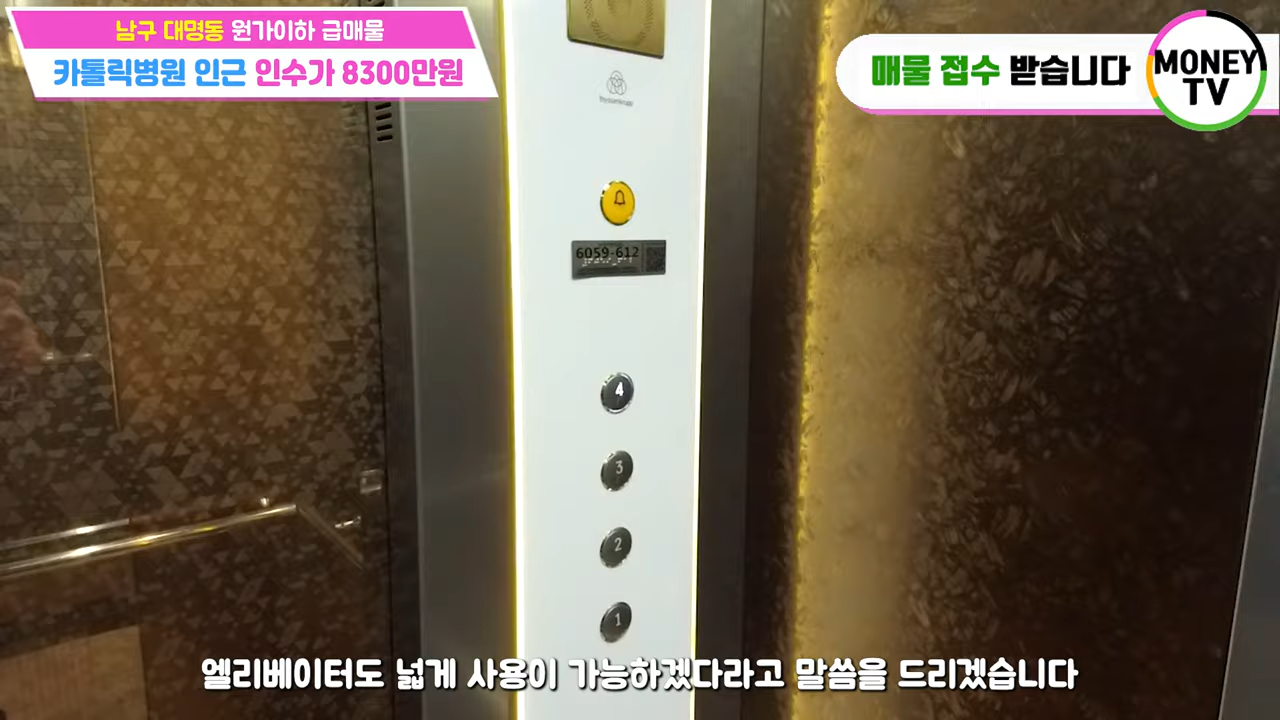 남구 대명동 원가이하 급매물
카톨릭병원 인근 인수가 8300만원
매물 접수 받습니다
MONEY
TV
thyssenkrupp
6059-612
4
3
2
1
엘리베이터도 넓게 사용이 가능하겠다라고 말씀을 드리겠습니다